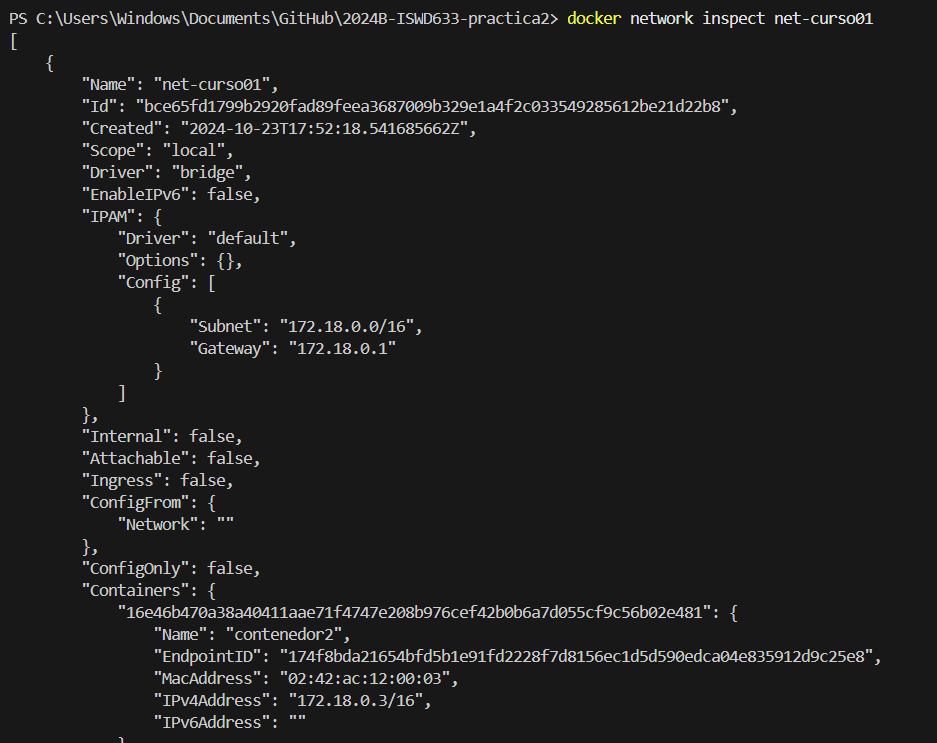 PS C:\Users\Windows\Documents\GitHub\2024B-ISWD633-practica2> docker network inspect net-curso01
[
    {
        "Name": "net-curso01",
        "Id": "bce65fd1799b2920fad89feea3687009b329e1a4f2c033549285612be21d22b8",
        "Created": "2024-10-23T17:52:18.541685662Z",
        "Scope": "local",
        "Driver": "bridge",
        "EnableIPv6": false,
        "IPAM": {
            "Driver": "default",
            "Options": {},
            "Config": [
                {
                    "Subnet": "172.18.0.0/16",
                    "Gateway": "172.18.0.1"
                }
            ]
        },
        "Internal": false,
        "Attachable": false,
        "Ingress": false,
        "ConfigFrom": {
            "Network": ""
        },
        "ConfigOnly": false,
        "Containers": {
            "16e46b470a38a40411aae71f4747e208b976cef42b0b6a7d055cf9c56b02e481": {
                "Name": "contenedor2",
                "EndpointID": "174f8bda21654bfd5b1e91fd2228f7d8156ec1d5d590edca04e835912d9c25e8",
                "MacAddress": "02:42:ac:12:00:03",
                "IPv4Address": "172.18.0.3/16",
                "IPv6Address": ""